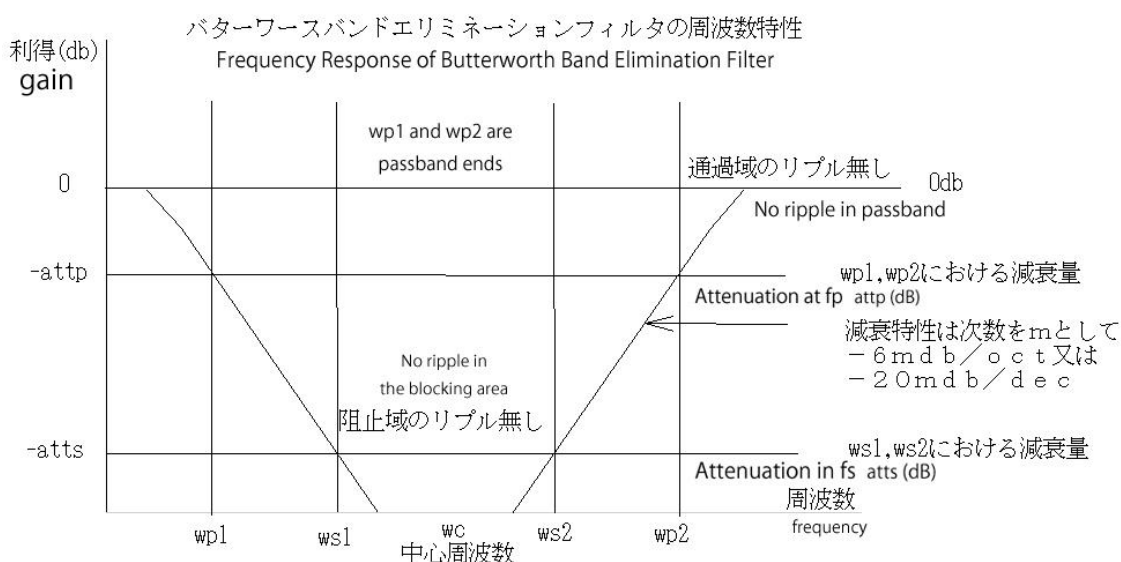 バターワースバンドエリミネーションフィルタの周波数特性
利得(db)
gain
Frequency Response of Butterworth Band Elimination Filter
wp1 and wp2 are
passband ends
通過域のリプル無し
0
0db
No ripple in passband
-attp
wp1,wp2における減衰量
Attenuation at fp attp (dB)
減衰特性は次数をmとして
－６ｍｄｂ／ｏｃｔ又は
－２０ｍｄｂ／ｄｅｃ
No ripple in
the blocking area
阻止域のリプル無し
-atts
ws1,ws2における減衰量
Attenuation in fs atts (dB)
周波数
frequency
wp1
ws1
wc
ws2
wp2
中心周波数